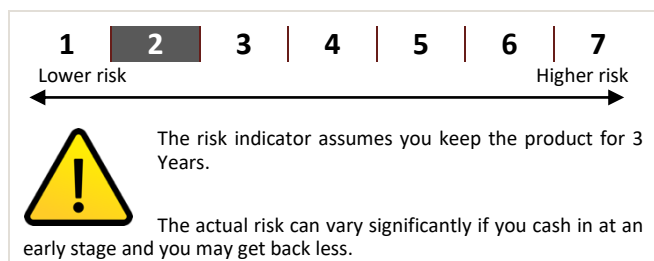 1 2 3 4 5 6 7
Lower risk Higher risk
The risk indicator assumes you keep the product for 3
Years.
The actual risk can vary significantly if you cash in at an
early stage and you may get back less.